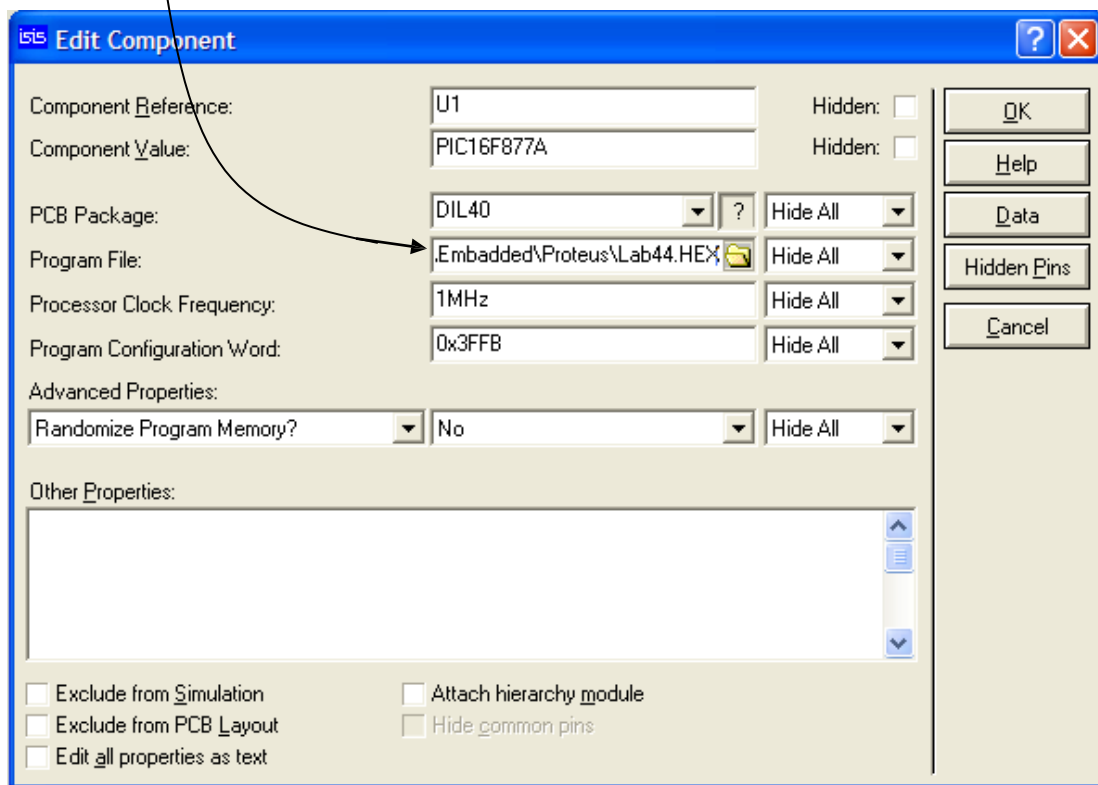 isis Edit Component
Component Reference: U1 Hidden: OK
Component Value: PIC16F877A Hidden: Help
PCB Package: DIL40 ? Hide All Data
Program File: .Embadded\Proteus\Lab44.HEX Hide All Hidden Pins
Processor Clock Frequency: 1MHz Hide All Cancel
Program Configuration Word: 0x3FFB Hide All
Advanced Properties:
Randomize Program Memory? No Hide All
Other Properties:
Exclude from Simulation Attach hierarchy module
Exclude from PCB Layout Hide common pins
Edit all properties as text